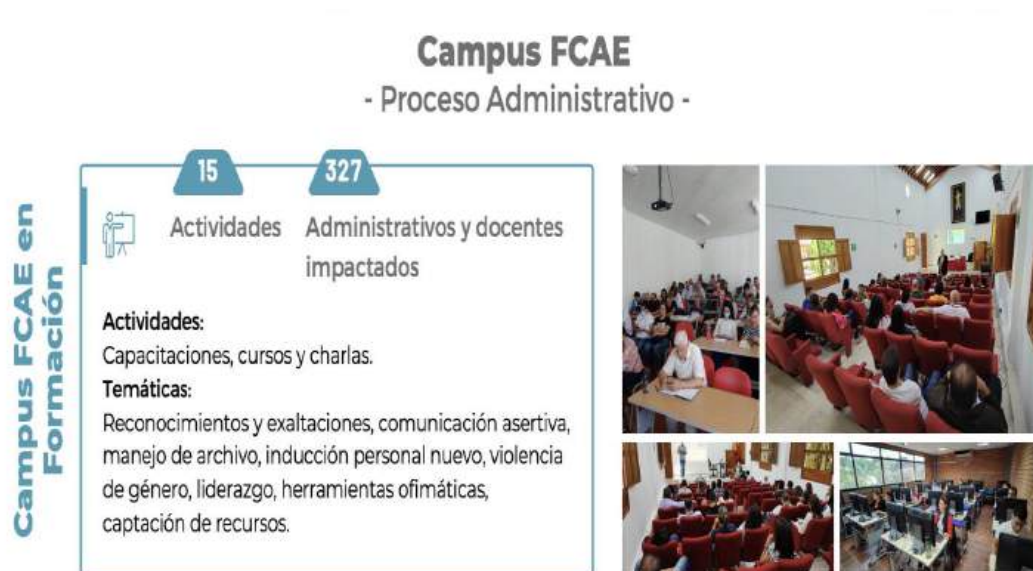 Campus FCAE
- Proceso Administrativo -
Campus FCAE en
Formación
15
327
Actividades
Administrativos y docentes
impactados
Actividades:
Capacitaciones, cursos y charlas.
Temáticas:
Reconocimientos y exaltaciones, comunicación asertiva,
manejo de archivo, inducción personal nuevo, violencia
de género, liderazgo, herramientas ofimáticas,
captación de recursos.